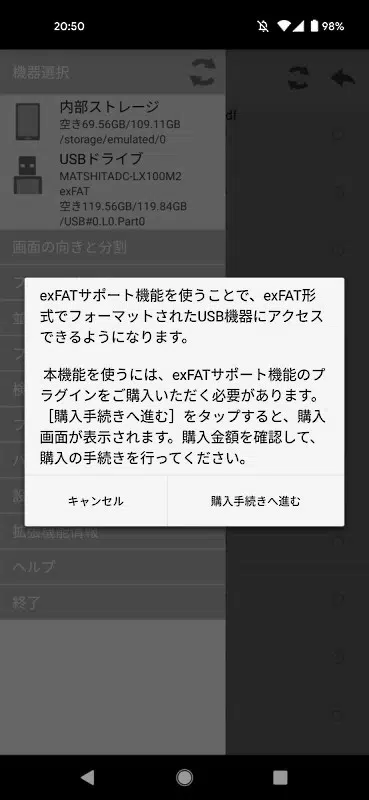 20:50
98%
機器選択
df
内部ストレージ
空き69.56GB/109.11GB
/storage/emulated/0
USBドライブ
MATSHITADC-LX100M2
exFAT
空き119.56GB/119.84GB
/USB#0.L0.Part0
画面の向きと分割
exFATサポート機能を使うことで、exFAT形
式でフォーマットされたUSB機器にアクセス
できるようになります。
本機能を使うには、exFATサポート機能のプ
ラグインをご購入いただく必要があります。
［購入手続きへ進む］をタップすると、購入
画面が表示されます。購入金額を確認して、
購入の手続きを行ってください。
キャンセル
購入手続きへ進む
拡張機能情報
ヘルプ
終了